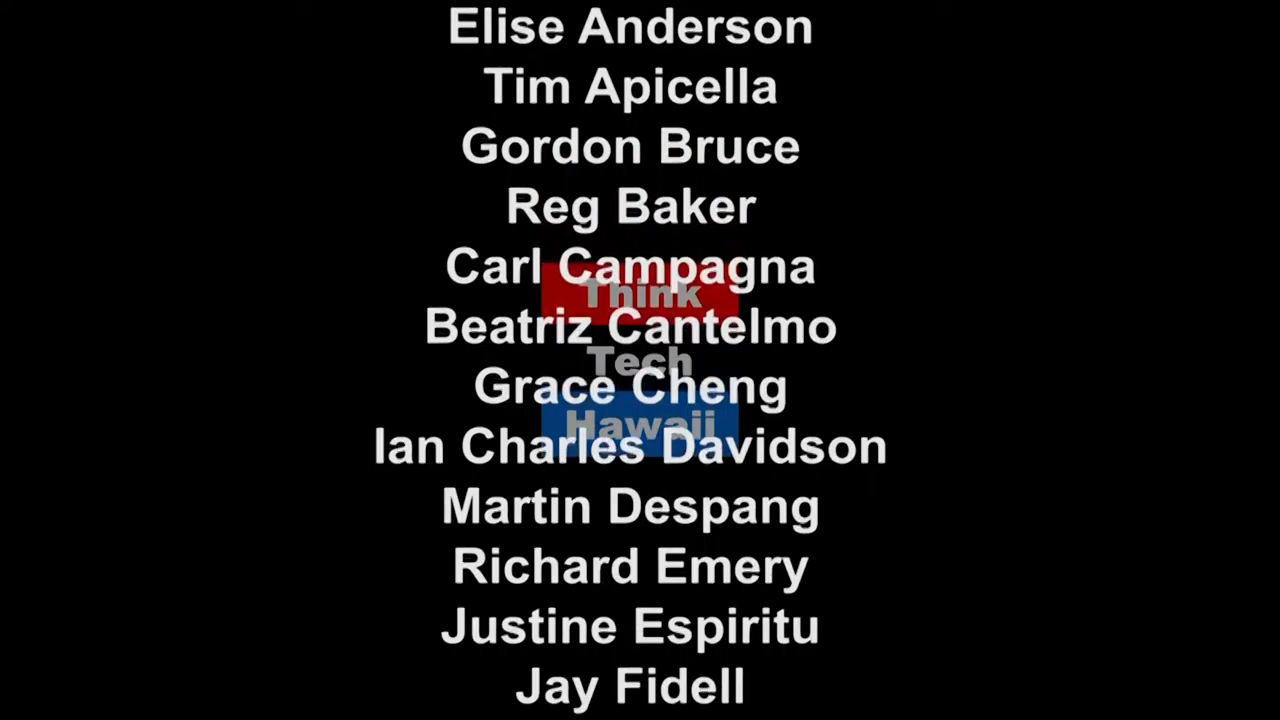 Elise Anderson
Tim Apicella
Gordon Bruce
Reg Baker
Carl Campagna
Think
Beatriz Cantelmo
Tech
Grace Cheng
Hawaii
Ian Charles Davidson
Martin Despang
Richard Emery
Justine Espiritu
Jay Fidell